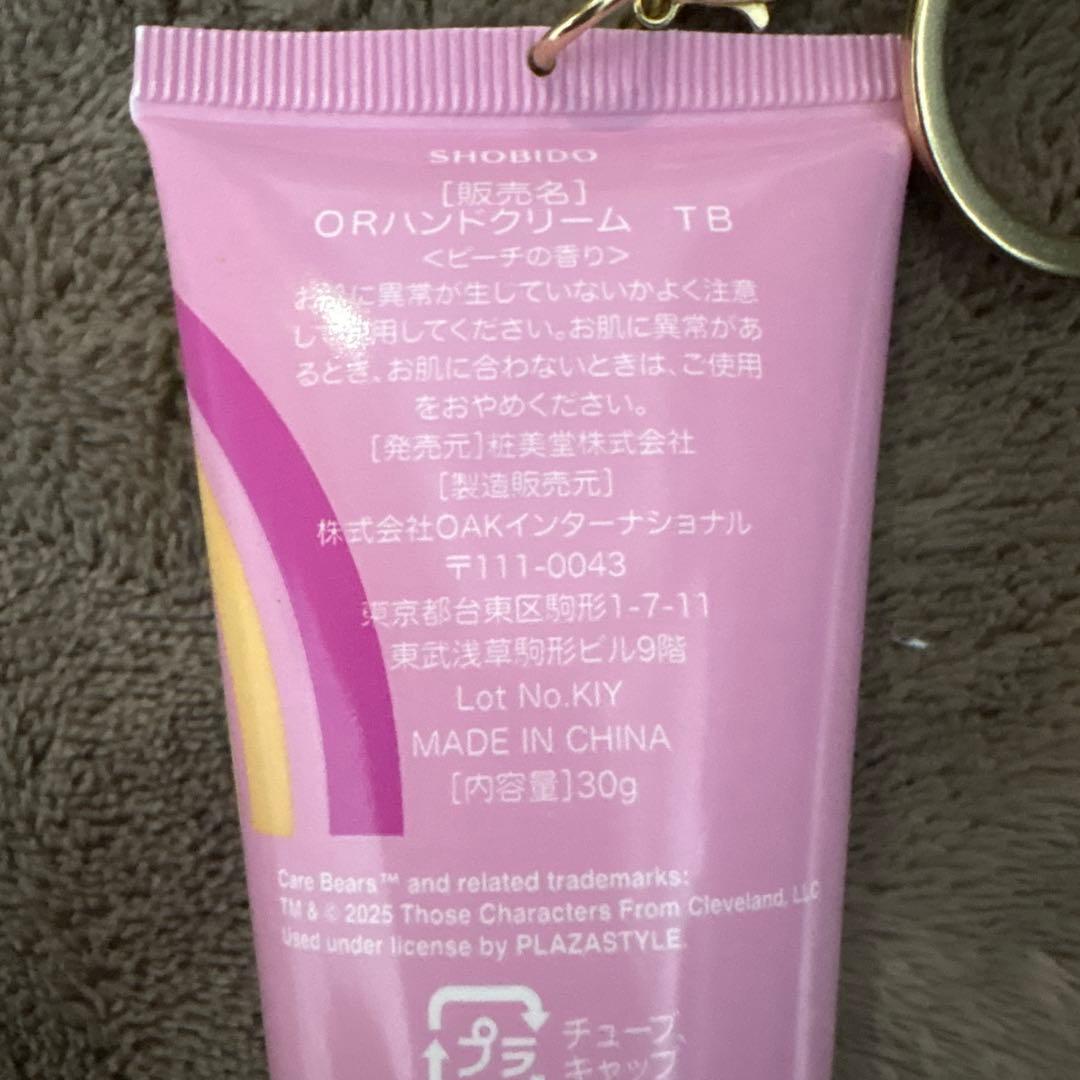 SHOBIDO
[販売名]
ORハンドクリーム TB
<ピーチの香り>
お肌に異常が生じていないかよく注意
して使用してください。お肌に異常があ
るとき、お肌に合わないときは、ご使用
をおやめください。
[発売元]粧美堂株式会社
[製造販売元]
株式会社OAKインターナショナル
〒111-0043
東京都台東区駒形1-7-11
東武浅草駒形ビル9階
Lot No.KIY
MADE IN CHINA
[内容量]30g
Care Bears™ and related trademarks:
TM & © 2025 Those Characters From Cleveland, LLC
Used under license by PLAZASTYLE.
プラ
チューブ、
キャップ